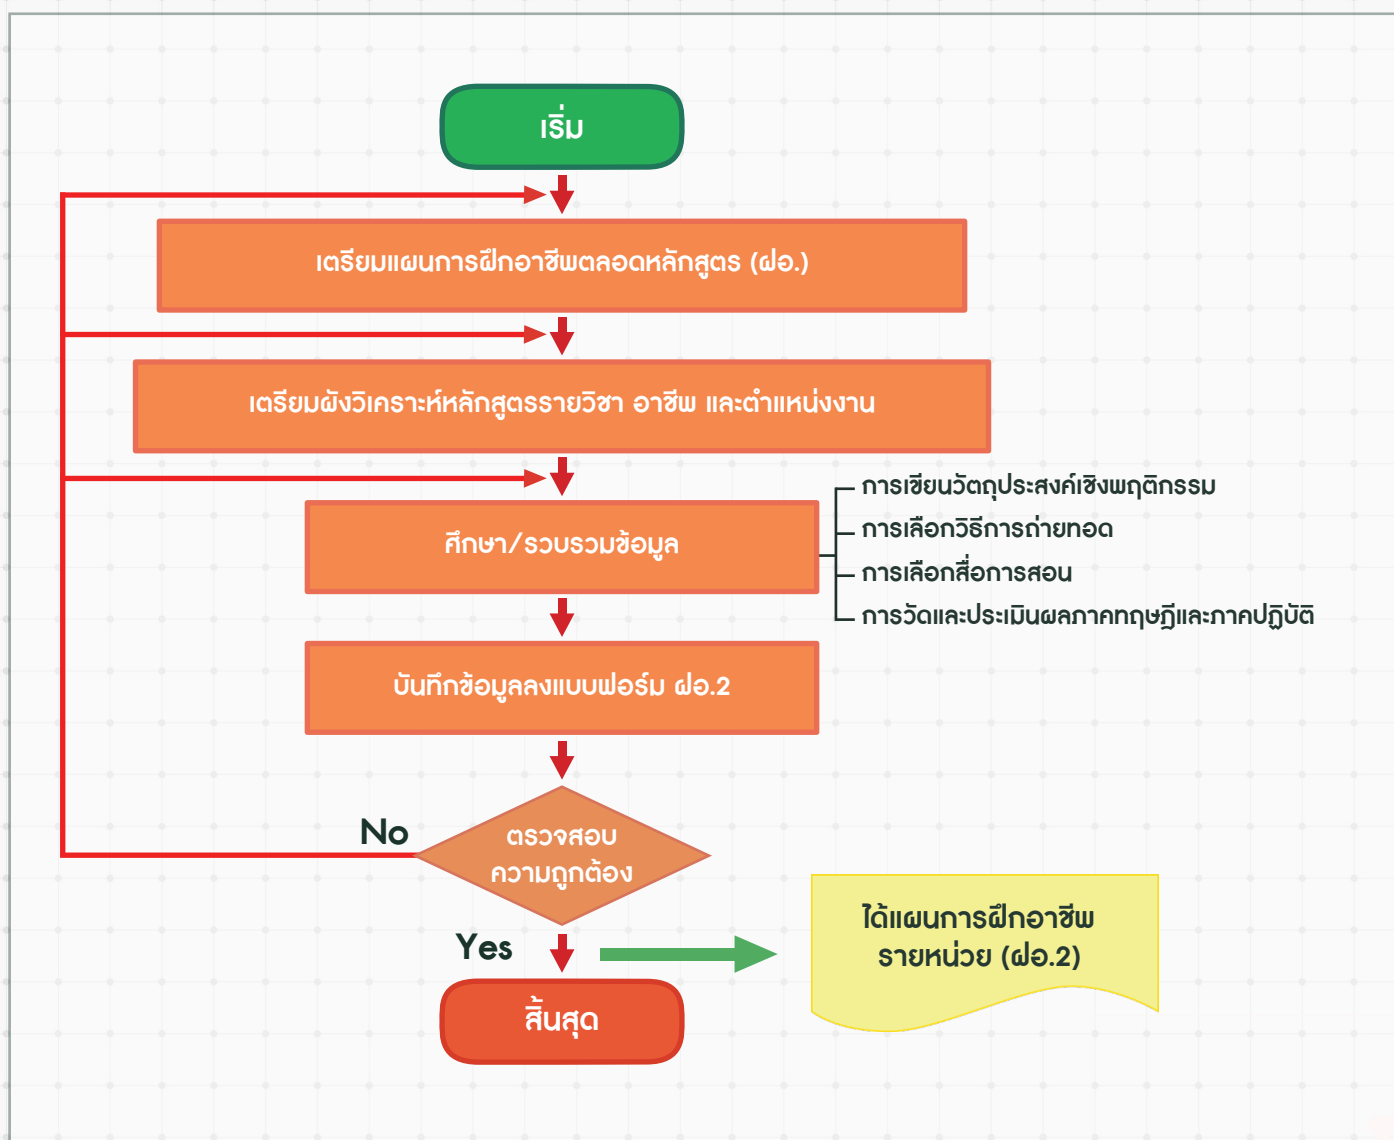 เริ่ม
เตรียมแผนการฝึกอาชีพตลอดหลักสูตร (ฝอ.)
เตรียมผังวิเคราะห์หลักสูตรรายวิชา อาชีพ และตำแหน่งงาน
ศึกษา/รวบรวมข้อมูล
การเขียนวัตถุประสงค์เชิงพฤติกรรม
การเลือกวิธีการถ่ายทอด
การเลือกสื่อการสอน
การวัดและประเมินผลภาคทฤษฎีและภาคปฏิบัติ
บันทึกข้อมูลลงแบบฟอร์ม ฝอ.2
No
ตรวจสอบ
ความถูกต้อง
Yes
ได้แผนการฝึกอาชีพ
รายหน่วย (ฝอ.2)
สิ้นสุด